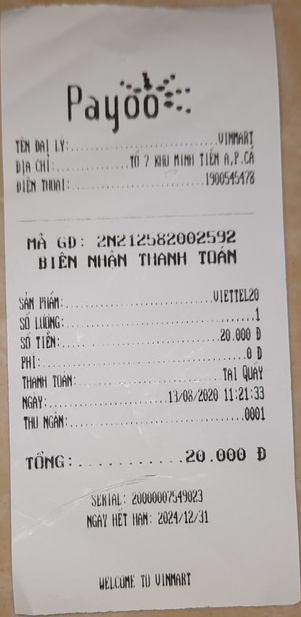 Payoo
TÊN ĐẠI LÝ:....................VINMART
ĐỊA CHỈ:............TỔ 7 KHU MINH TIẾN A,P.CẨ
ĐIỆN THOẠI:....................1900545478
MÃ GD: 2N212582002592
BIÊN NHẬN THANH TOÁN
SẢN PHẨM:....................VIETTEL20
SỐ LƯỢNG:....................1
SỐ TIỀN:....................20.000 Đ
PHÍ:....................0 Đ
THANH TOÁN:....................TẠI QUẦY
NGÀY:....................13/08/2020 11:21:33
THU NGÂN:....................0001
TỔNG:...........20.000 Đ
SERIAL: 20000007549023
NGÀY HẾT HẠN: 2024/12/31
WELCOME TO VINMART